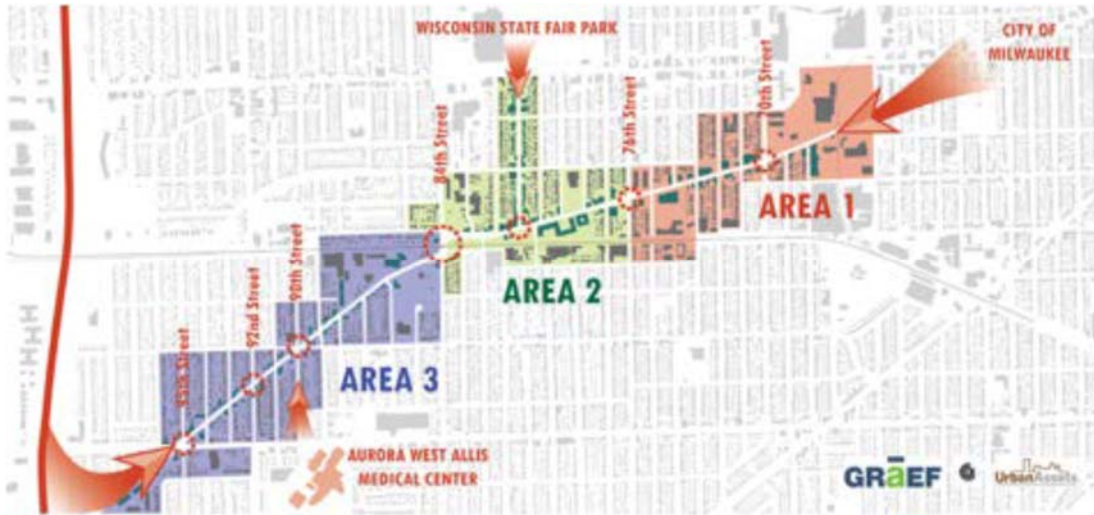 WISCONSIN STATE FAIR PARK
CITY OF
MILWAUKEE
84th Street
76th Street
70th Street
AREA 1
AREA 2
90th Street
92nd Street
AREA 3
AURORA WEST ALLIS
MEDICAL CENTER
GRAEF
UrbanAssets